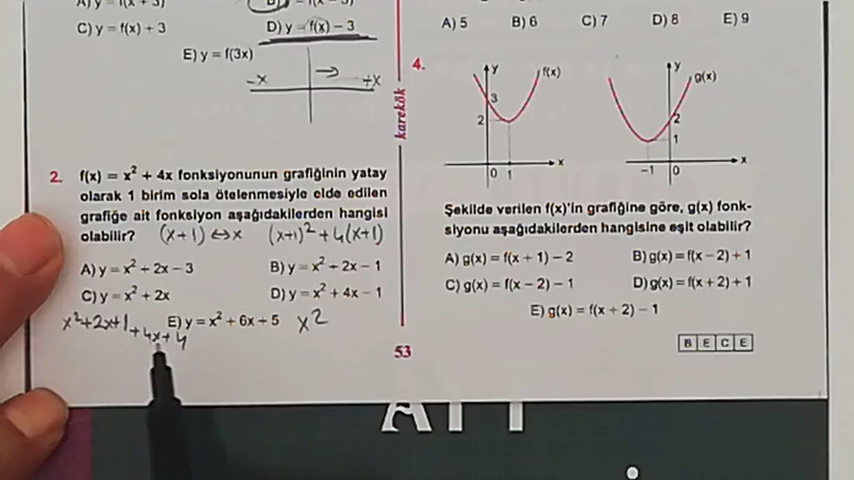 A) y = f(x + 3)
C) y = f(x) + 3
D) y = f(x) – 3
E) y = f(3x)
-x
+x
2. f(x) = x² + 4x fonksiyonunun grafiğinin yatay
olarak 1 birim sola ötelenmesiyle elde edilen
grafiğe ait fonksiyon aşağıdakilerden hangisi
olabilir? (x+1) ↔ x (x+1)² + 4(x+1)
A) y = x² + 2x – 3
B) y = x² + 2x – 1
C) y = x² + 2x
D) y = x² + 4x – 1
E) y = x² + 6x + 5
x²+2x+1
+4x+4
x²
karekök
53
A) 5 B) 6 C) 7 D) 8 E) 9
4.
y
f(x)
3
2
0 1
x
y
g(x)
2
1
–1 0
x
Şekilde verilen f(x)'in grafiğine göre, g(x) fonk-
siyonu aşağıdakilerden hangisine eşit olabilir?
A) g(x) = f(x + 1) – 2
B) g(x) = f(x – 2) + 1
C) g(x) = f(x – 2) – 1
D) g(x) = f(x + 2) + 1
E) g(x) = f(x + 2) – 1
B E C E